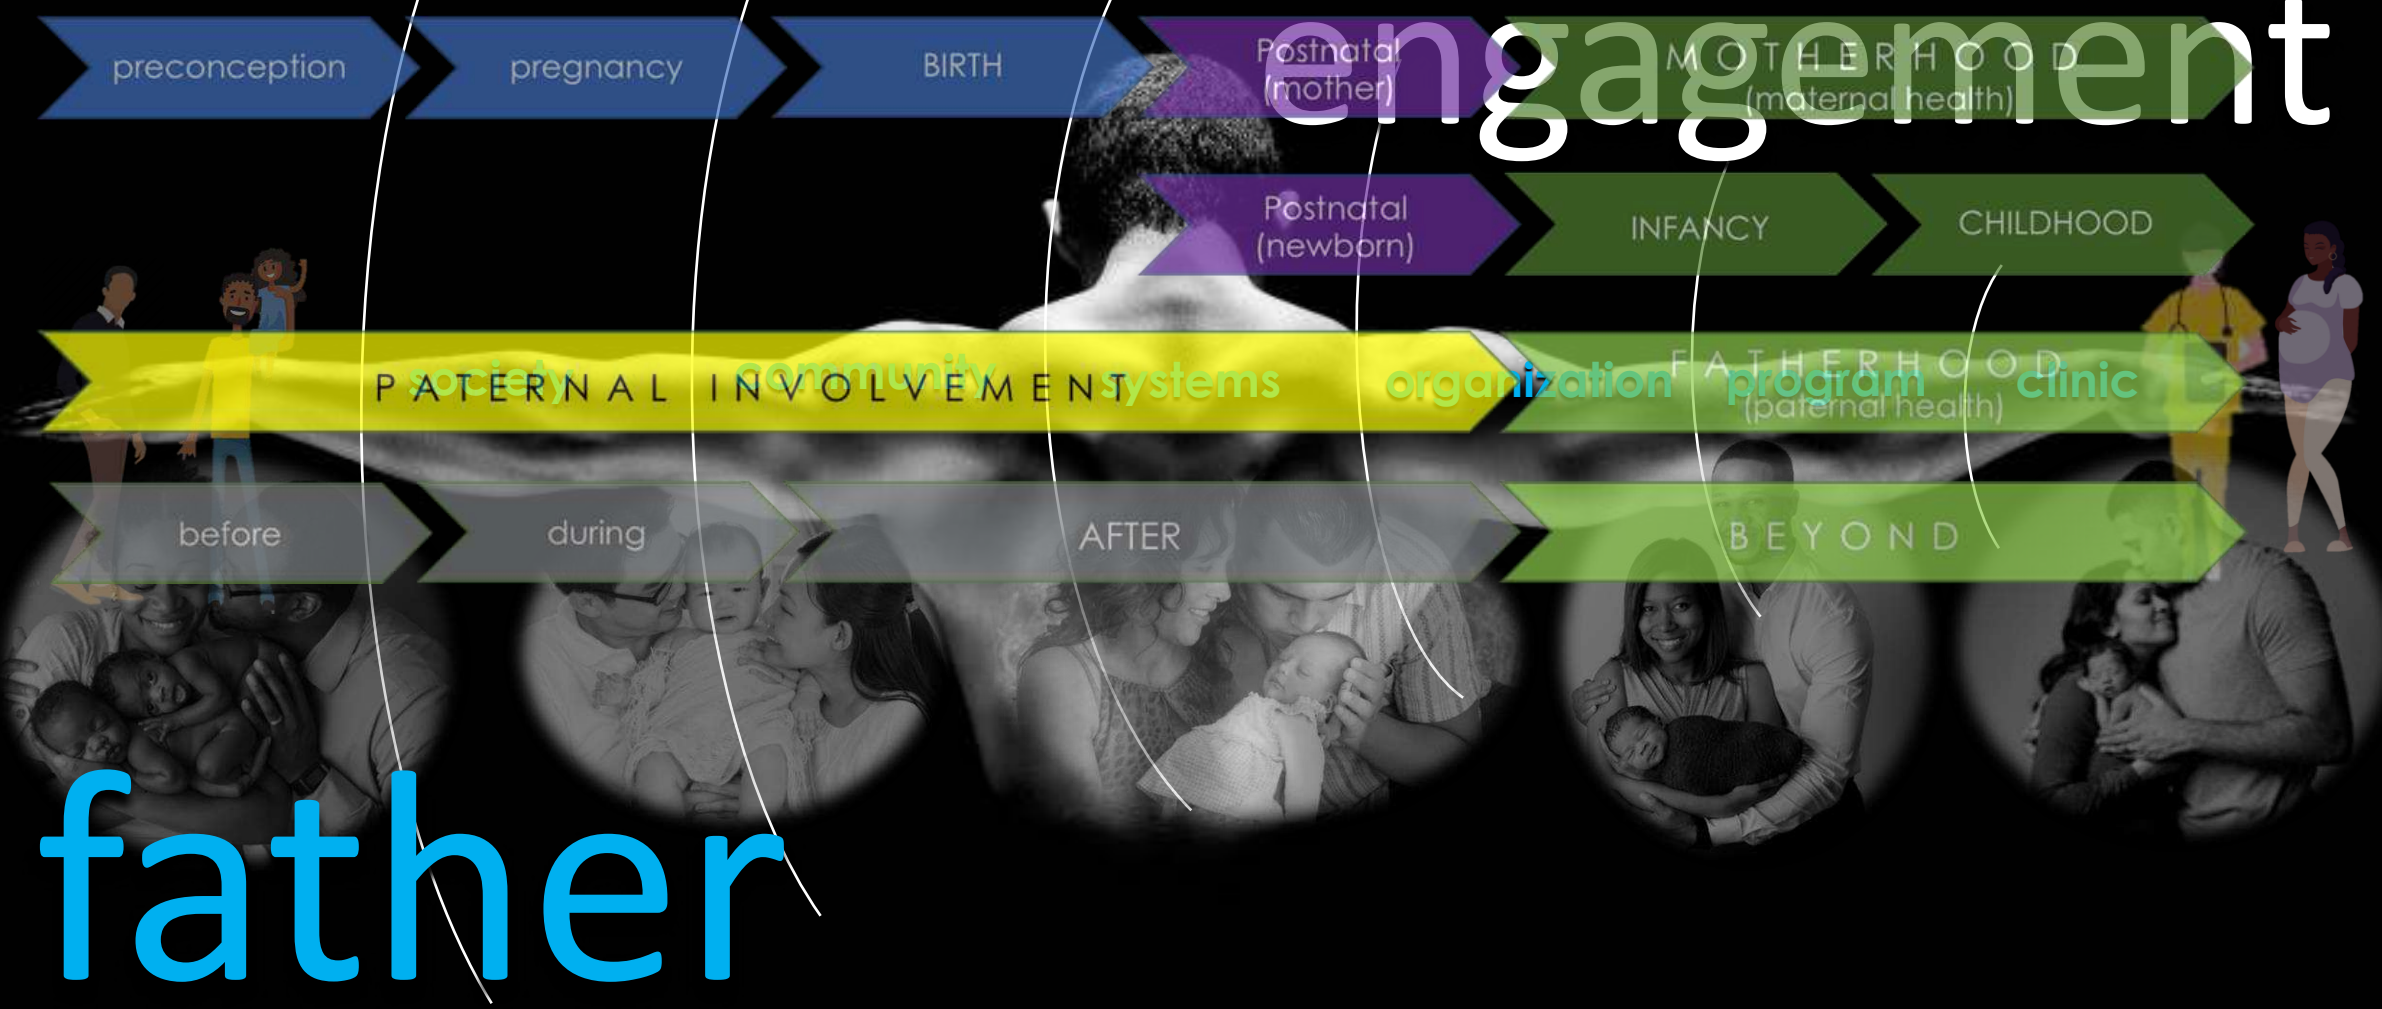 engagement
preconception
pregnancy
BIRTH
Postnatal
(mother)
MOTHERHOOD
(maternal health)
Postnatal
(newborn)
INFANCY
CHILDHOOD
PATERNAL INVOLVEMENT
FATHERHOOD
(paternal health)
society
community
systems
organization
program
clinic
before
during
AFTER
BEYOND
father